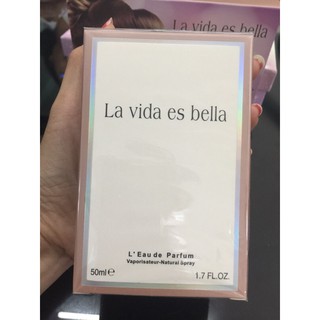 La vida es bella
La vida es bella
L'Eau de Parfum
Vaporisateur-Natural Spray
50ml℮
1.7 FL.OZ.